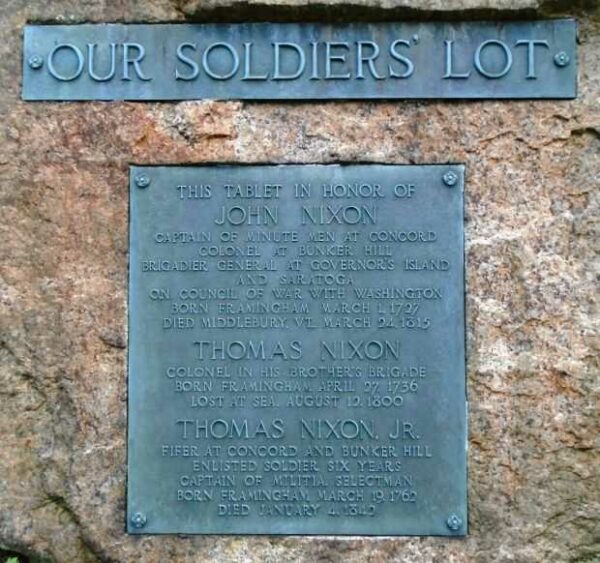 OUR SOLDIERS' LOT
THIS TABLET IN HONOR OF
JOHN NIXON
CAPTAIN OF MINUTE MEN AT CONCORD
COLONEL AT BUNKER HILL
BRIGADIER GENERAL AT GOVERNOR'S ISLAND
AND SARATOGA
ON COUNCIL OF WAR WITH WASHINGTON
BORN FRAMINGHAM MARCH 1, 1727
DIED MIDDLEBURY, VT. MARCH 24, 1815
THOMAS NIXON
COLONEL IN HIS BROTHER'S BRIGADE
BORN FRAMINGHAM APRIL 27, 1736
LOST AT SEA, AUGUST 12, 1800
THOMAS NIXON, JR.
FIFER AT CONCORD AND BUNKER HILL
ENLISTED SOLDIER SIX YEARS
CAPTAIN OF MILITIA, SELECTMAN
BORN FRAMINGHAM, MARCH 19, 1762
DIED JANUARY 4, 1842